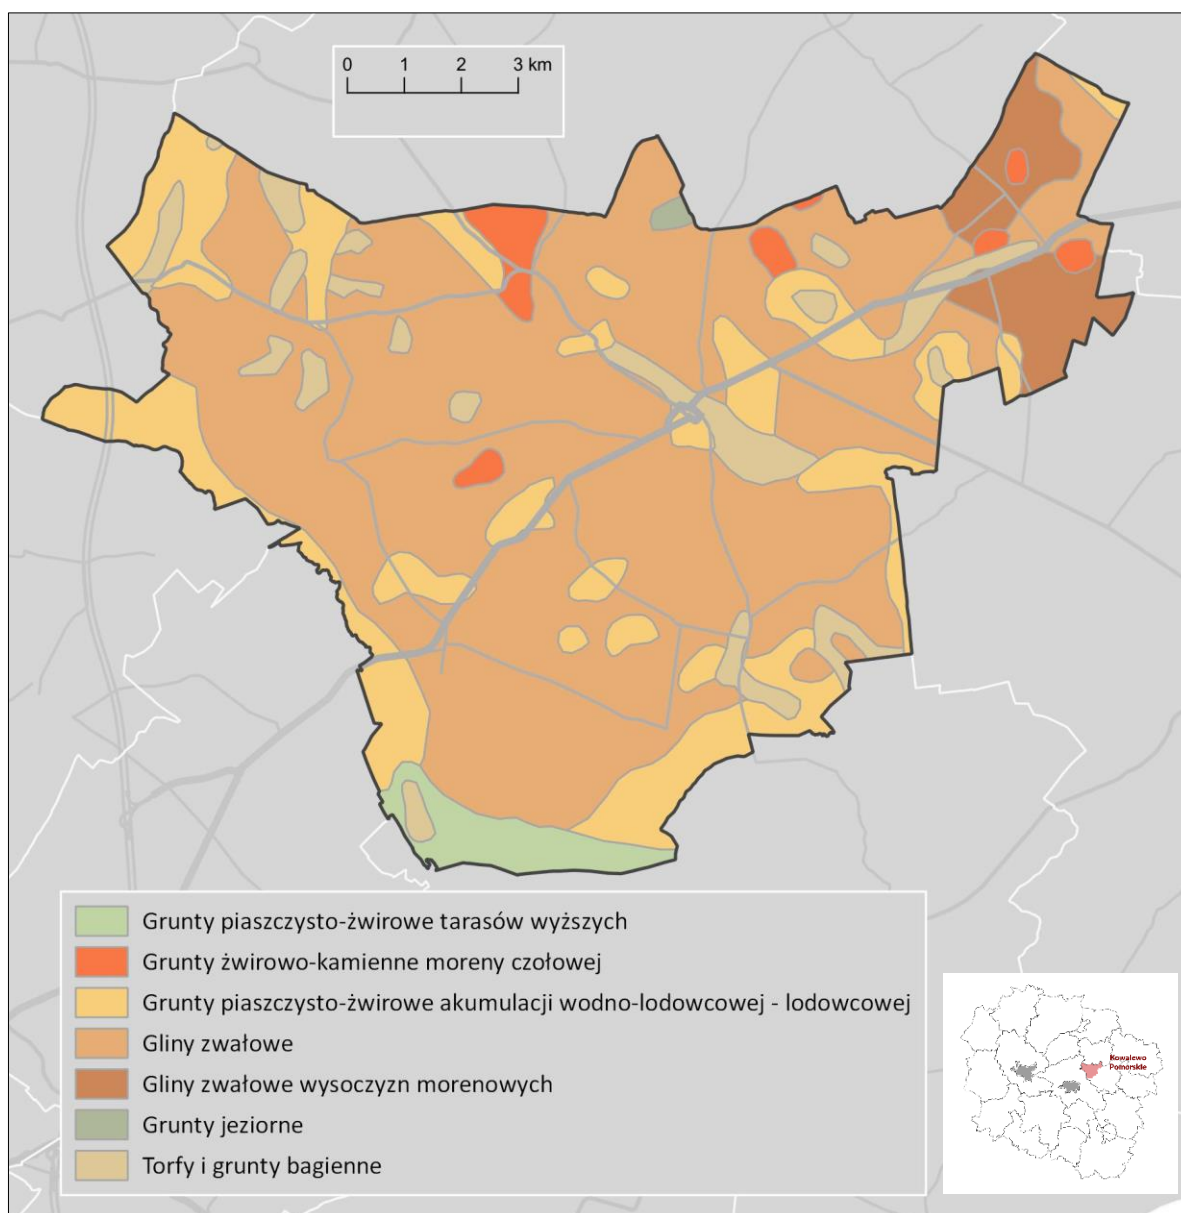 0 1 2 3 km
Grunty piaszczysto-żwirowe tarasów wyższych
Grunty żwirowo-kamienne moreny czołowej
Grunty piaszczysto-żwirowe akumulacji wodno-lodowcowej - lodowcowej
Gliny zwałowe
Gliny zwałowe wysoczyzn morenowych
Grunty jeziorne
Torfy i grunty bagienne
Kowalewo
Pomorskie